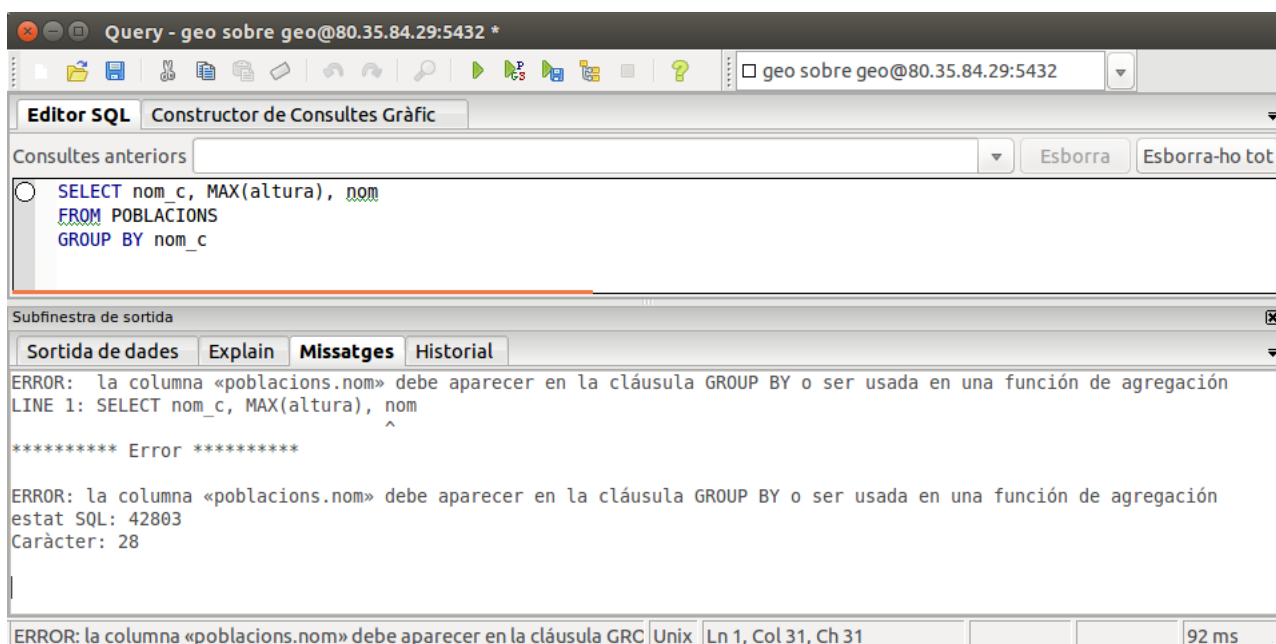 Query - geo sobre geo@80.35.84.29:5432 *
geo sobre geo@80.35.84.29:5432
Editor SQL Constructor de Consultes Gràfic
Consultes anteriors Esborra Esborra-ho tot
SELECT nom_c, MAX(altura), nom
FROM POBLACIONS
GROUP BY nom_c
Subfinestra de sortida
Sortida de dades Explain Missatges Historial
ERROR:  la columna «poblacions.nom» debe aparecer en la cláusula GROUP BY o ser usada en una función de agregación
LINE 1: SELECT nom_c, MAX(altura), nom
^
********** Error **********
ERROR: la columna «poblacions.nom» debe aparecer en la cláusula GROUP BY o ser usada en una función de agregación
estat SQL: 42803
Caràcter: 28
ERROR: la columna «poblacions.nom» debe aparecer en la cláusula GRC Unix Ln 1, Col 31, Ch 31 92 ms